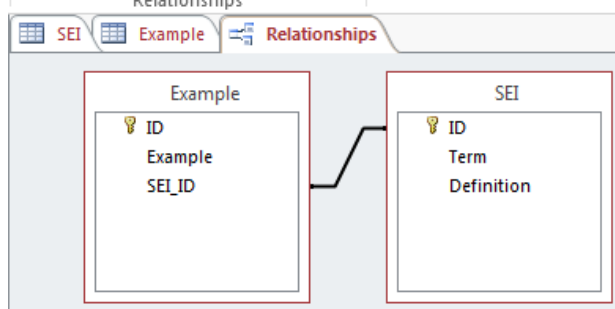 Relationships
SEI Example Relationships
Example
ID
Example
SEI_ID
SEI
ID
Term
Definition